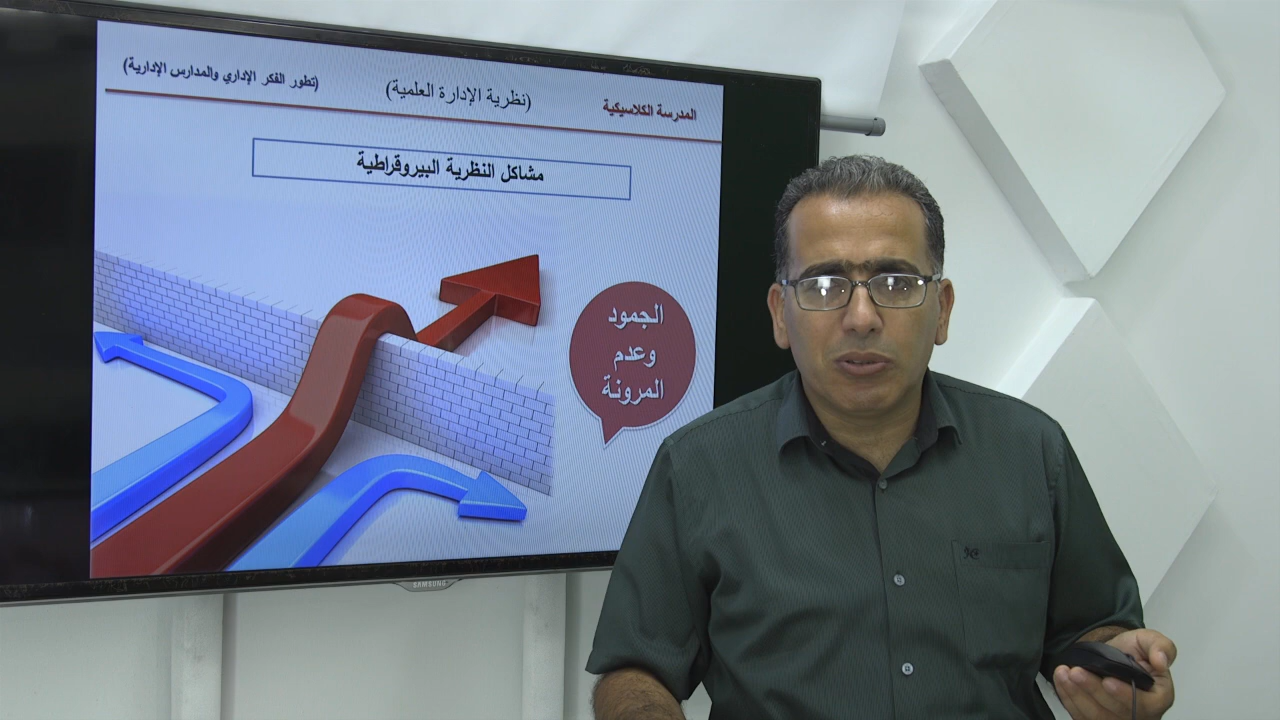 المدرسة الكلاسيكية
(نظرية الإدارة العلمية)
(تطور الفكر الإداري والمدارس الإدارية)
مشاكل النظرية البيروقراطية
الجمود
وعدم
المرونة
SAMSUNG